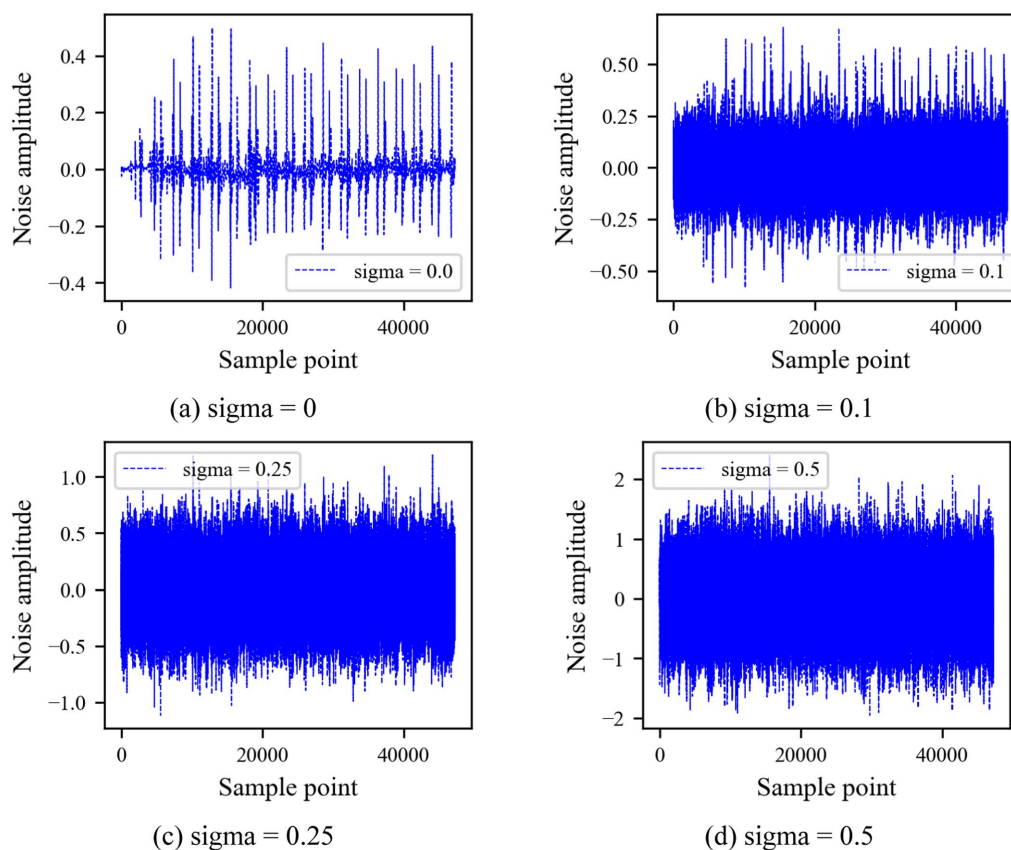 0.4
0.2
0.0
−0.2
−0.4
Noise amplitude
sigma = 0.0
0
20000
40000
Sample point
(a) sigma = 0
0.50
0.25
0.00
−0.25
−0.50
Noise amplitude
sigma = 0.1
0
20000
40000
Sample point
(b) sigma = 0.1
1.0
0.5
0.0
−0.5
−1.0
Noise amplitude
sigma = 0.25
0
20000
40000
Sample point
(c) sigma = 0.25
2
1
0
−1
−2
Noise amplitude
sigma = 0.5
0
20000
40000
Sample point
(d) sigma = 0.5